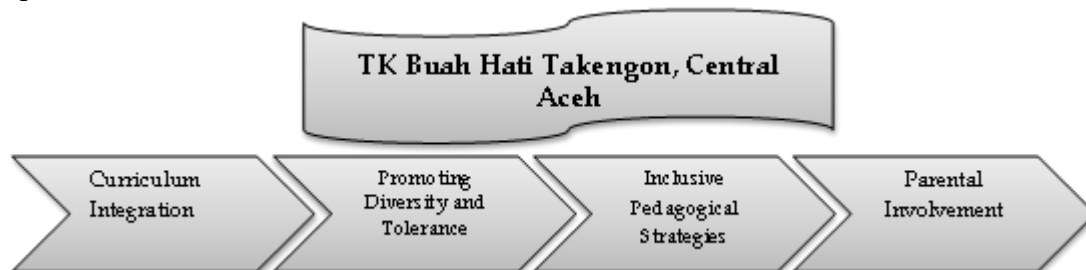 TK Buah Hati Takengon, Central
Aceh
Curriculum
Integration
Promoting
Diversity and
Tolerance
Inclusive
Pedagogical
Strategies
Parental
Involvement